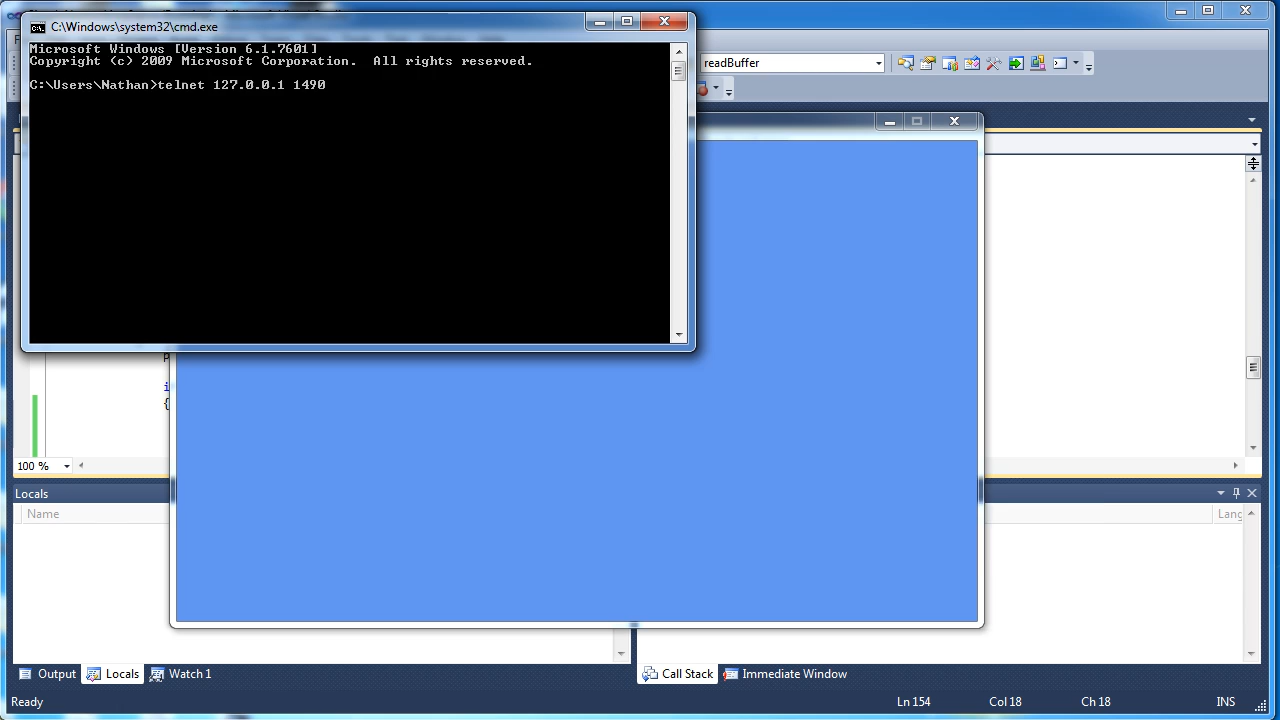 C:\Windows\system32\cmd.exe
Microsoft Windows [Version 6.1.7601]
Copyright (c) 2009 Microsoft Corporation.  All rights reserved.
C:\Users\Nathan>telnet 127.0.0.1 1490
readBuffer
i
{
100 %
Locals
Name
Lang
Output
Locals
Watch 1
Call Stack
Immediate Window
Ready
Ln 154
Col 18
Ch 18
INS